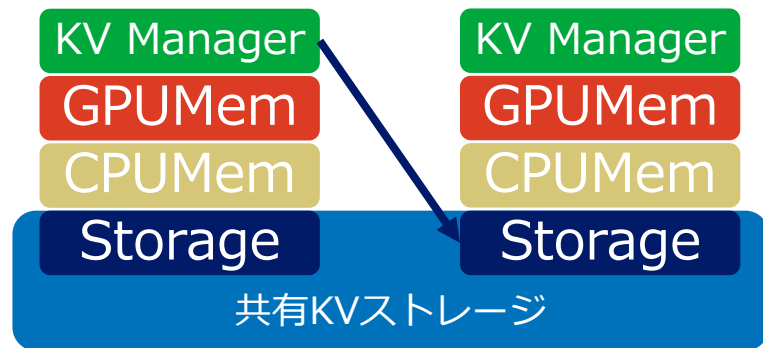 KV Manager
GPUMem
CPUMem
Storage
KV Manager
GPUMem
CPUMem
Storage
共有KVストレージ